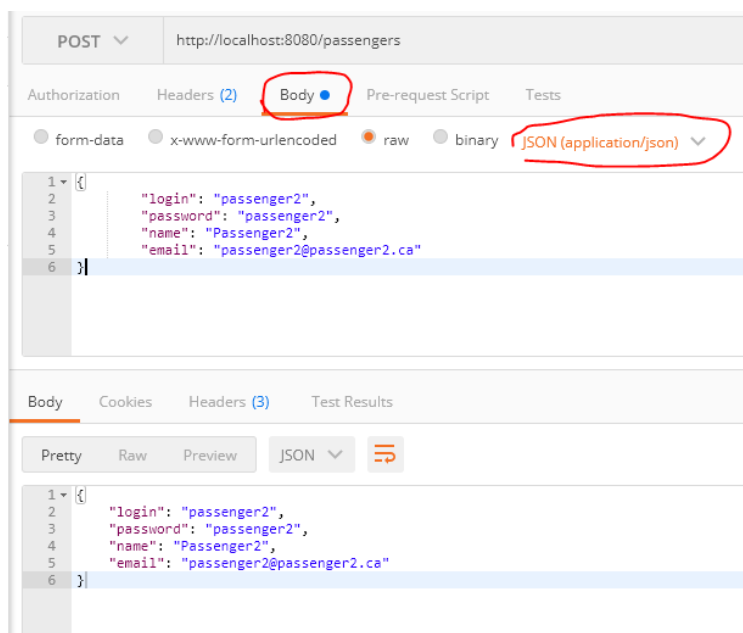 POST http://localhost:8080/passengers
Authorization Headers (2) Body Pre-request Script Tests
form-data x-www-form-urlencoded raw binary JSON (application/json)
1 {
2 "login": "passenger2",
3 "password": "passenger2",
4 "name": "Passenger2",
5 "email": "passenger2@passenger2.ca"
6 }
Body Cookies Headers (3) Test Results
Pretty Raw Preview JSON
1 {
2 "login": "passenger2",
3 "password": "passenger2",
4 "name": "Passenger2",
5 "email": "passenger2@passenger2.ca"
6 }